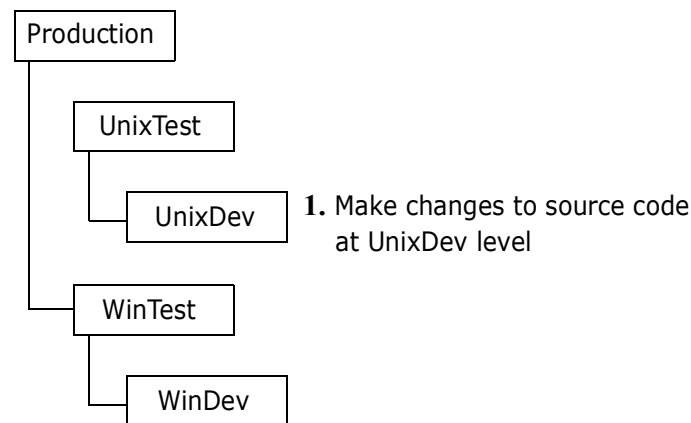 Production
UnixTest
UnixDev
1. Make changes to source code
at UnixDev level
WinTest
WinDev